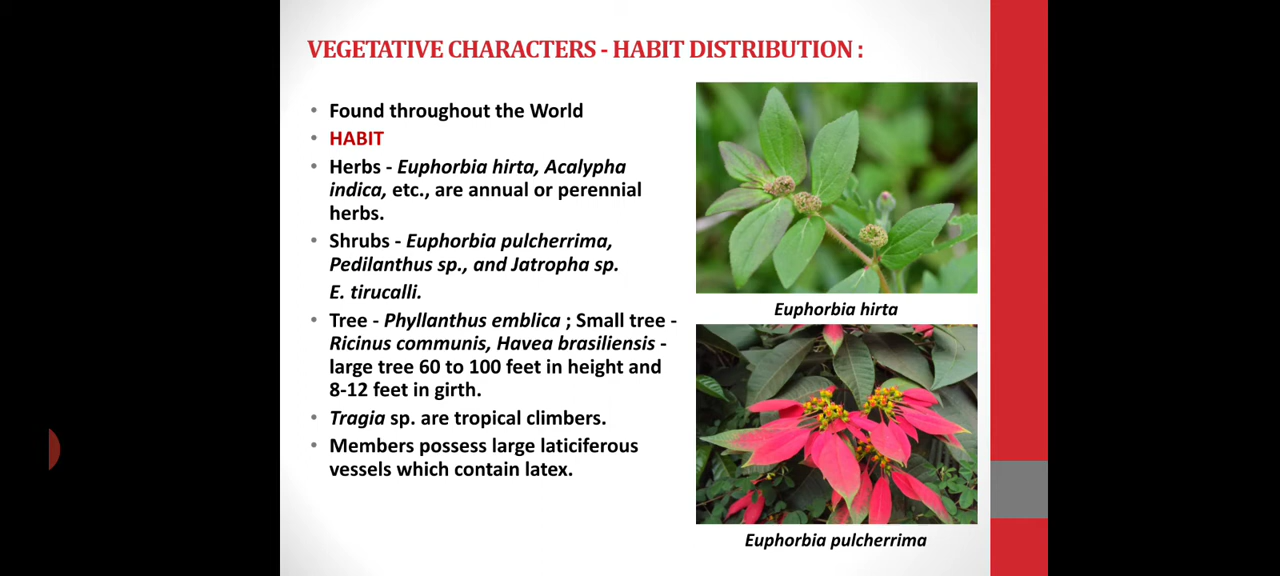 VEGETATIVE CHARACTERS - HABIT DISTRIBUTION :
• Found throughout the World
• HABIT
• Herbs - Euphorbia hirta, Acalypha
indica, etc., are annual or perennial
herbs.
• Shrubs - Euphorbia pulcherrima,
Pedilanthus sp., and Jatropha sp.
E. tirucalli.
• Tree - Phyllanthus emblica ; Small tree -
Ricinus communis, Havea brasiliensis -
large tree 60 to 100 feet in height and
8-12 feet in girth.
• Tragia sp. are tropical climbers.
• Members possess large laticiferous
vessels which contain latex.
Euphorbia hirta
Euphorbia pulcherrima